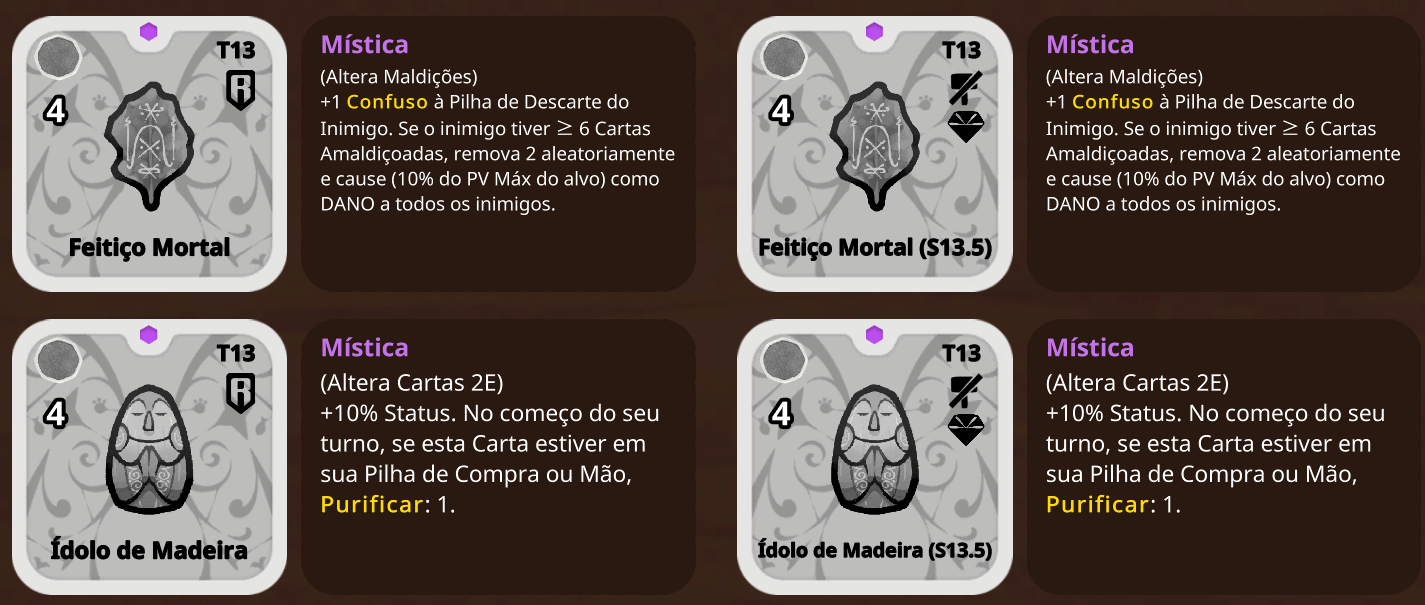 T13
4
Feitiço Mortal
Mística
(Altera Maldições)
+1 Confuso à Pilha de Descarte do
Inimigo. Se o inimigo tiver ≥ 6 Cartas
Amaldiçoadas, remova 2 aleatoriamente
e cause (10% do PV Máx do alvo) como
DANO a todos os inimigos.
T13
4
Feitiço Mortal (S13.5)
Mística
(Altera Maldições)
+1 Confuso à Pilha de Descarte do
Inimigo. Se o inimigo tiver ≥ 6 Cartas
Amaldiçoadas, remova 2 aleatoriamente
e cause (10% do PV Máx do alvo) como
DANO a todos os inimigos.
T13
4
Ídolo de Madeira
Mística
(Altera Cartas 2E)
+10% Status. No começo do seu
turno, se esta Carta estiver em
sua Pilha de Compra ou Mão,
Purificar: 1.
T13
4
Ídolo de Madeira (S13.5)
Mística
(Altera Cartas 2E)
+10% Status. No começo do seu
turno, se esta Carta estiver em
sua Pilha de Compra ou Mão,
Purificar: 1.